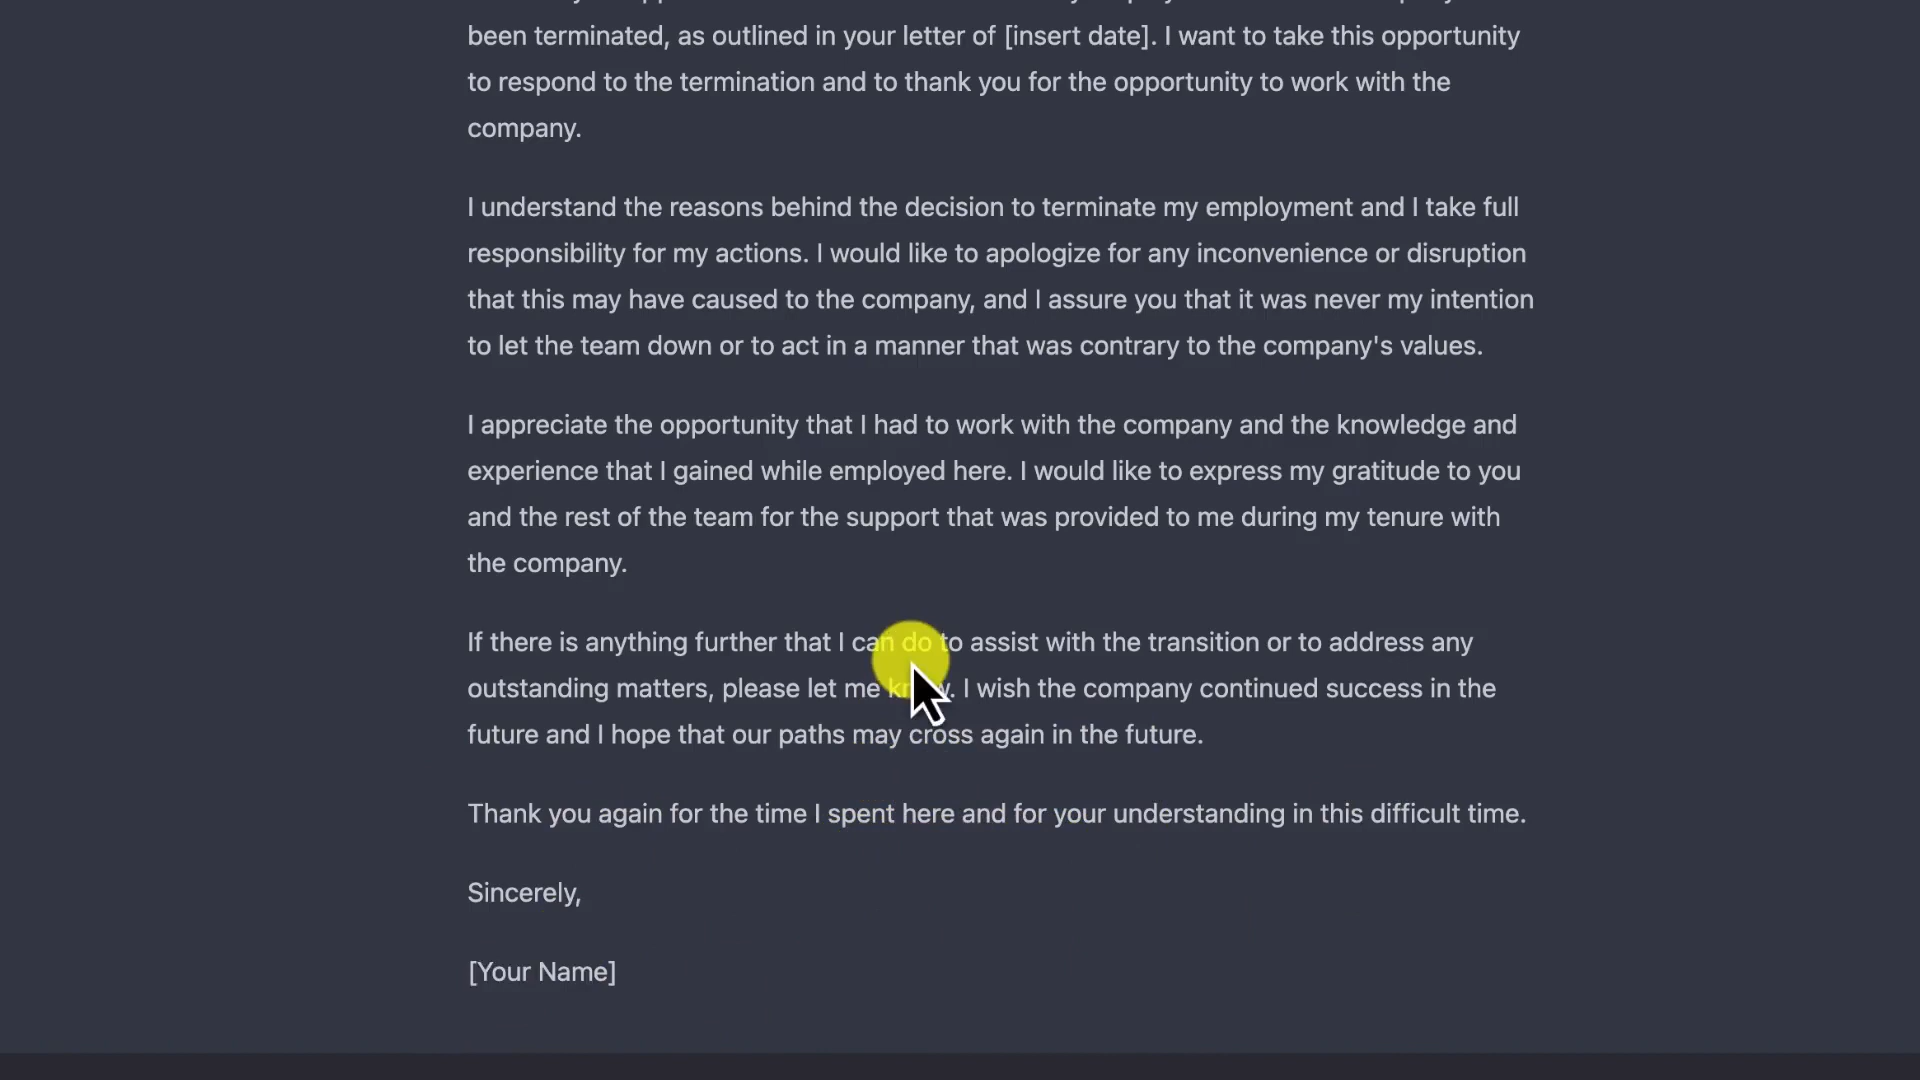 been terminated, as outlined in your letter of [insert date]. I want to take this opportunity
to respond to the termination and to thank you for the opportunity to work with the
company.
I understand the reasons behind the decision to terminate my employment and I take full
responsibility for my actions. I would like to apologize for any inconvenience or disruption
that this may have caused to the company, and I assure you that it was never my intention
to let the team down or to act in a manner that was contrary to the company's values.
I appreciate the opportunity that I had to work with the company and the knowledge and
experience that I gained while employed here. I would like to express my gratitude to you
and the rest of the team for the support that was provided to me during my tenure with
the company.
If there is anything further that I can do to assist with the transition or to address any
outstanding matters, please let me know. I wish the company continued success in the
future and I hope that our paths may cross again in the future.
Thank you again for the time I spent here and for your understanding in this difficult time.
Sincerely,
[Your Name]